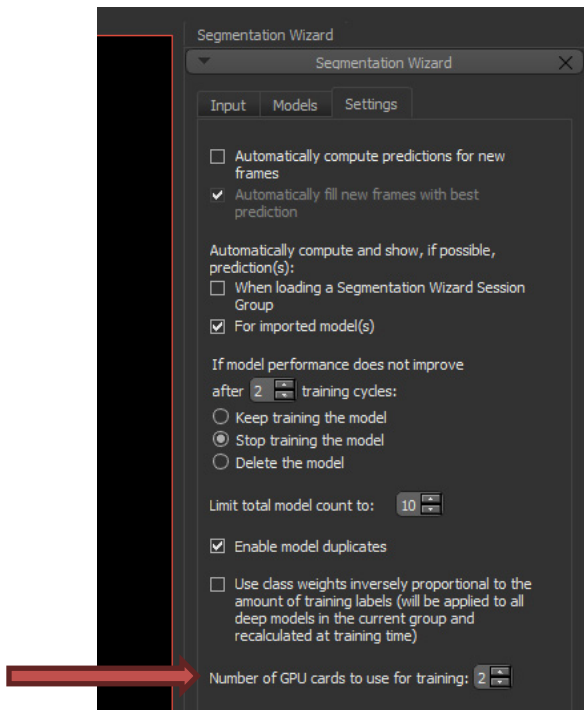 Segmentation Wizard
Segmentation Wizard
Input Models Settings
Automatically compute predictions for new
frames
Automatically fill new frames with best
prediction
Automatically compute and show, if possible,
prediction(s):
When loading a Segmentation Wizard Session
Group
For imported model(s)
If model performance does not improve
after 2 training cycles:
Keep training the model
Stop training the model
Delete the model
Limit total model count to: 10
Enable model duplicates
Use class weights inversely proportional to the
amount of training labels (will be applied to all
deep models in the current group and
recalculated at training time)
Number of GPU cards to use for training: 2